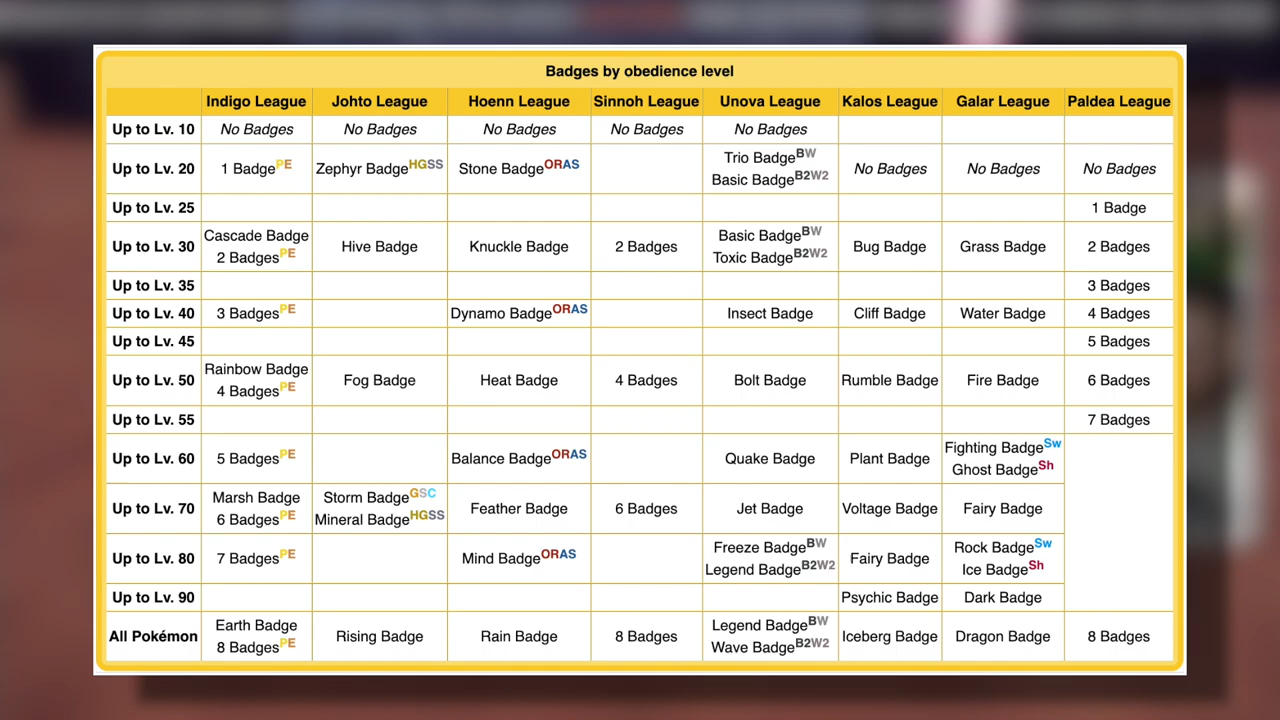 Badges by obedience level
Indigo League Johto League Hoenn League Sinnoh League Unova League Kalos League Galar League Paldea League
Up to Lv. 10 No Badges No Badges No Badges No Badges No Badges
Up to Lv. 20 1 BadgePE Zephyr BadgeHGSS Stone BadgeORAS Trio BadgeBW No Badges No Badges No Badges
Basic BadgeB2W2
Up to Lv. 25 1 Badge
Up to Lv. 30 Cascade Badge Hive Badge Knuckle Badge 2 Badges Basic BadgeBW Bug Badge Grass Badge 2 Badges
2 BadgesPE Toxic BadgeB2W2
Up to Lv. 35 3 Badges
Up to Lv. 40 3 BadgesPE Dynamo BadgeORAS Insect Badge Cliff Badge Water Badge 4 Badges
Up to Lv. 45 5 Badges
Up to Lv. 50 Rainbow Badge Fog Badge Heat Badge 4 Badges Bolt Badge Rumble Badge Fire Badge 6 Badges
4 BadgesPE
Up to Lv. 55 7 Badges
Up to Lv. 60 5 BadgesPE Balance BadgeORAS Quake Badge Plant Badge Fighting BadgeSw
Ghost BadgeSh
Up to Lv. 70 Marsh Badge Storm BadgeGSC Feather Badge 6 Badges Jet Badge Voltage Badge Fairy Badge
6 BadgesPE Mineral BadgeHGSS
Up to Lv. 80 7 BadgesPE Mind BadgeORAS Freeze BadgeBW Fairy Badge Rock BadgeSw
Legend BadgeB2W2 Ice BadgeSh
Up to Lv. 90 Psychic Badge Dark Badge
All Pokémon Earth Badge Rising Badge Rain Badge 8 Badges Legend BadgeBW Iceberg Badge Dragon Badge 8 Badges
8 BadgesPE Wave BadgeB2W2